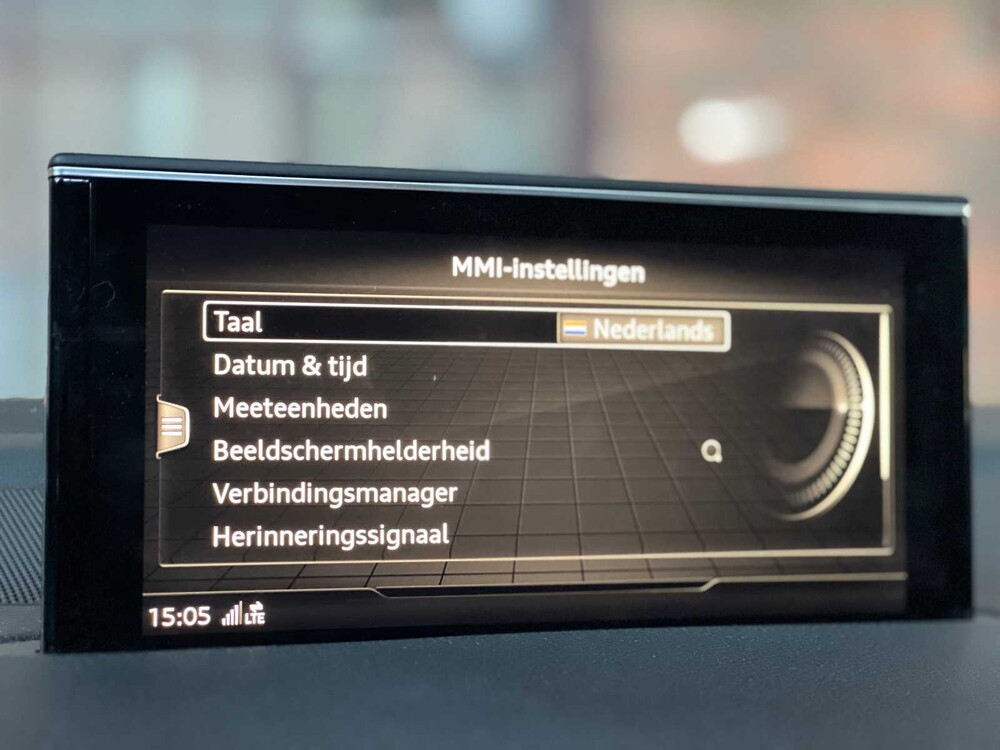 MMI-instellingen
Taal Nederlands
Datum & tijd
Meeteenheden
Beeldschermhelderheid
Verbindingsmanager
Herinneringssignaal
15:05 LTE